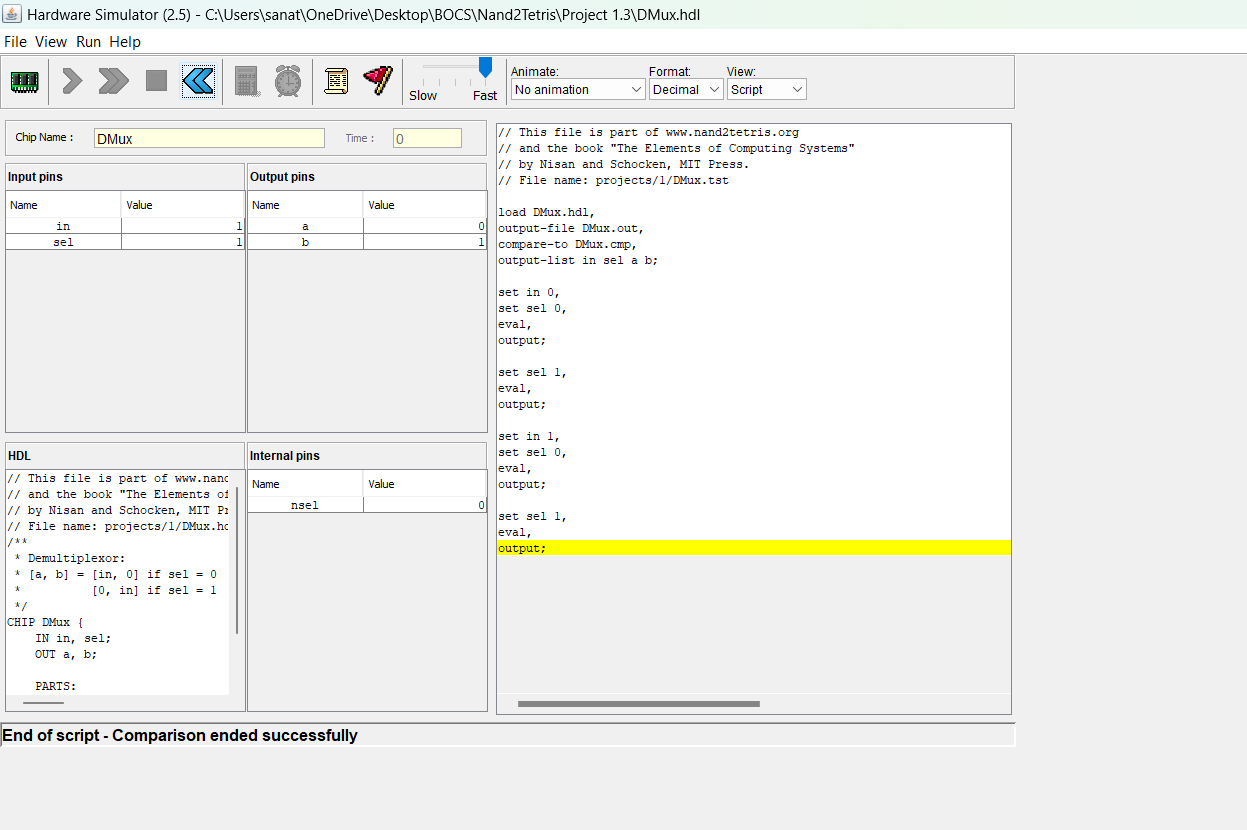 Hardware Simulator (2.5) - C:\Users\sanat\OneDrive\Desktop\BOCS\Nand2Tetris\Project 1.3\DMux.hdl
File View Run Help
Slow Fast
Animate: Format: View:
No animation Decimal Script
Chip Name : DMux Time : 0
Input pins
Name Value
in 1
sel 1
Output pins
Name Value
a 0
b 1
HDL
// This file is part of www.nand
// and the book "The Elements of
// by Nisan and Schocken, MIT Pr
// File name: projects/1/DMux.hd
/**
 * Demultiplexor:
 * [a, b] = [in, 0] if sel = 0
 *          [0, in] if sel = 1
 */
CHIP DMux {
    IN in, sel;
    OUT a, b;
    PARTS:
Internal pins
Name Value
nsel 0
// This file is part of www.nand2tetris.org
// and the book "The Elements of Computing Systems"
// by Nisan and Schocken, MIT Press.
// File name: projects/1/DMux.tst
load DMux.hdl,
output-file DMux.out,
compare-to DMux.cmp,
output-list in sel a b;
set in 0,
set sel 0,
eval,
output;
set sel 1,
eval,
output;
set in 1,
set sel 0,
eval,
output;
set sel 1,
eval,
output;
End of script - Comparison ended successfully